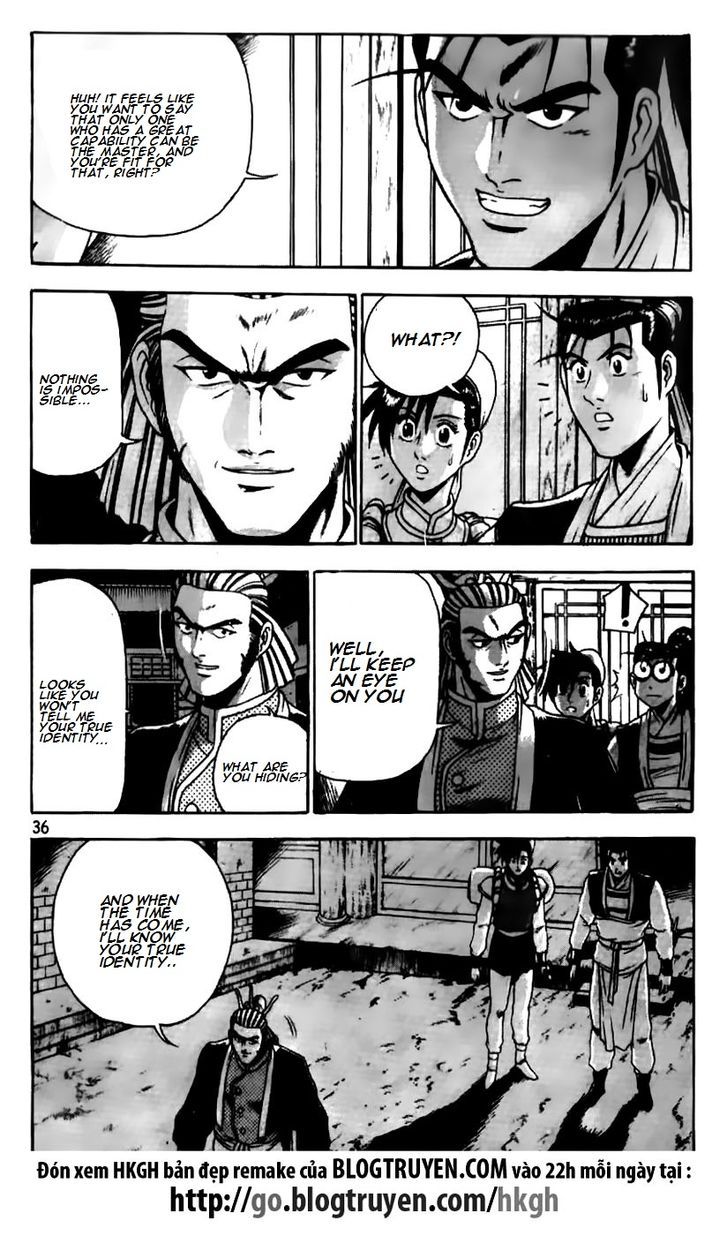 HUH! IT FEELS LIKE
YOU WANT TO SAY
THAT ONLY ONE
WHO HAS A GREAT
CAPABILITY CAN BE
THE MASTER, AND
YOU'RE FIT FOR
THAT, RIGHT?
NOTHING
IS IMPOS-
SIBLE...
WHAT?!
LOOKS
LIKE YOU
WON'T
TELL ME
YOUR TRUE
IDENTITY...
WHAT ARE
YOU HIDING?
WELL,
I'LL KEEP
AN EYE
ON YOU
!
36
AND WHEN
THE TIME
HAS COME,
I'LL KNOW
YOUR TRUE
IDENTITY..
Đón xem HKGH bản đẹp remake của BLOGTRUYEN.COM vào 22h mỗi ngày tại :
http://go.blogtruyen.com/hkgh